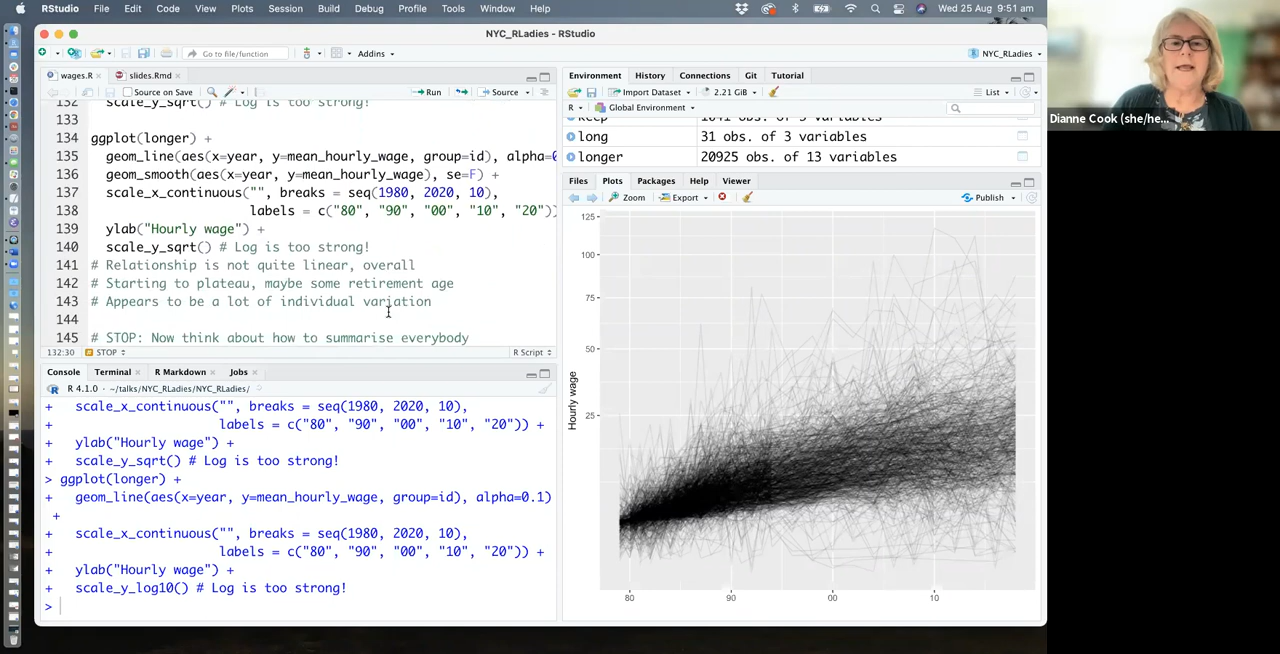 RStudio File Edit Code View Plots Session Build Debug Profile Tools Window Help Wed 25 Aug 9:51 am
NYC_RLadies - RStudio
Go to file/function Addins NYC_RLadies
wages.R slides.Rmd
Source on Save Run Source
132 scale_y_sqrt() # Log is too strong!
133
134 ggplot(longer) +
135 geom_line(aes(x=year, y=mean_hourly_wage, group=id), alpha=0
136 geom_smooth(aes(x=year, y=mean_hourly_wage), se=F) +
137 scale_x_continuous("", breaks = seq(1980, 2020, 10),
138 labels = c("80", "90", "00", "10", "20"))
139 ylab("Hourly wage") +
140 scale_y_sqrt() # Log is too strong!
141 # Relationship is not quite linear, overall
142 # Starting to plateau, maybe some retirement age
143 # Appears to be a lot of individual variation
144
145 # STOP: Now think about how to summarise everybody
132:30 STOP R Script
Console Terminal R Markdown Jobs
R 4.1.0 · ~/talks/NYC_RLadies/NYC_RLadies/
+ scale_x_continuous("", breaks = seq(1980, 2020, 10),
+ labels = c("80", "90", "00", "10", "20")) +
+ ylab("Hourly wage") +
+ scale_y_sqrt() # Log is too strong!
> ggplot(longer) +
+ geom_line(aes(x=year, y=mean_hourly_wage, group=id), alpha=0.1)
+
+ scale_x_continuous("", breaks = seq(1980, 2020, 10),
+ labels = c("80", "90", "00", "10", "20")) +
+ ylab("Hourly wage") +
+ scale_y_log10() # Log is too strong!
>
Environment History Connections Git Tutorial
Import Dataset 2.21 GiB List
R Global Environment
long 31 obs. of 3 variables
longer 20925 obs. of 13 variables
Files Plots Packages Help Viewer
Zoom Export Publish
125
100
75
50
25
Hourly wage
80 90 00 10
Dianne Cook (she/he...